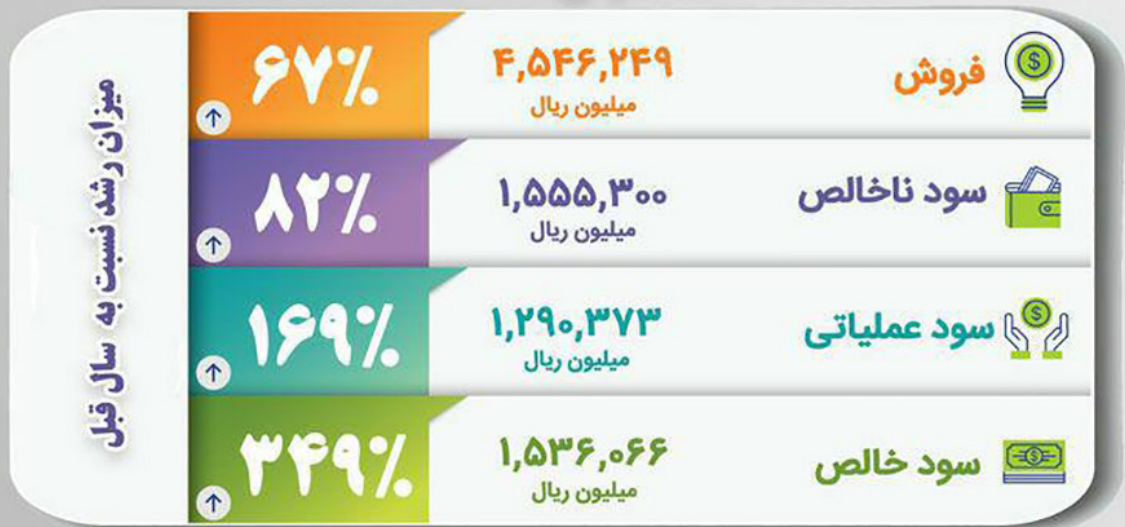 فروش
۴,۵۴۶,۲۴۹
میلیون ریال
۶۷%
سود ناخالص
۱,۵۵۵,۳۰۰
میلیون ریال
۸۲%
سود عملیاتی
۱,۲۹۰,۳۷۳
میلیون ریال
۱۶۹%
سود خالص
۱,۵۳۶,۰۶۶
میلیون ریال
۳۴۹%
میزان رشد نسبت به سال قبل